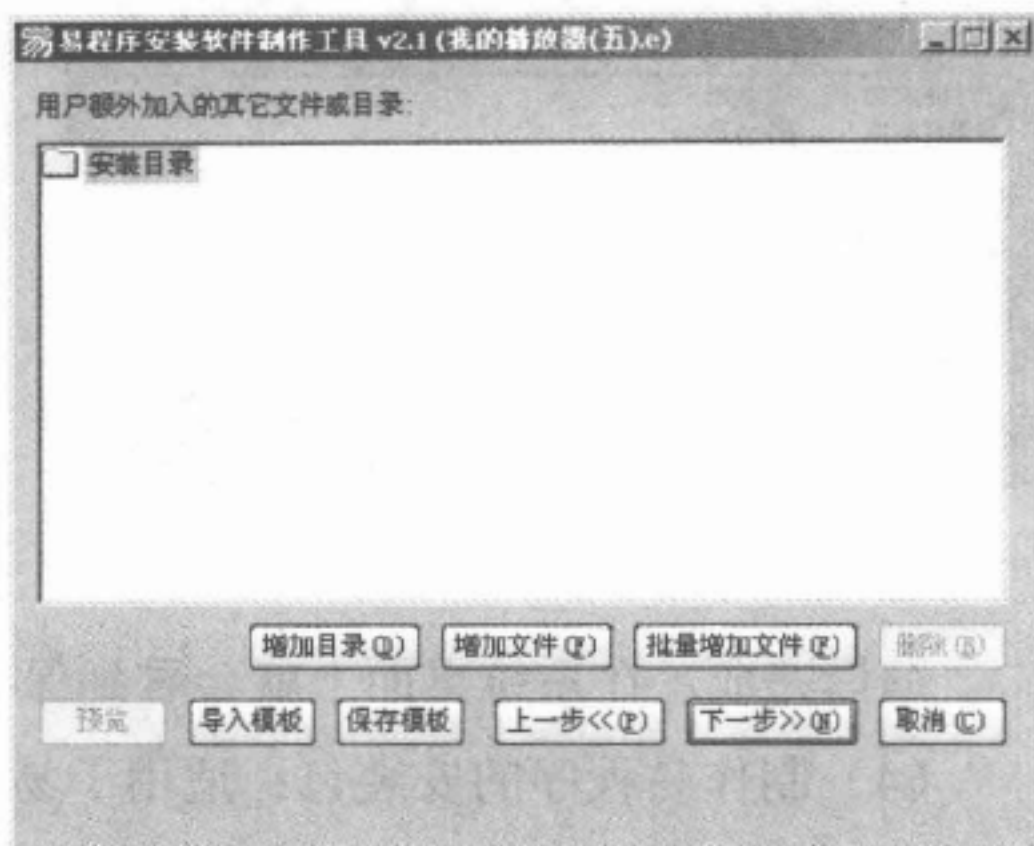 易程序安装软件制作工具 v2.1 (我的播放器(五).e)
用户额外加入的其它文件或目录:
安装目录
增加目录(D) 增加文件(F) 批量增加文件(F) 删除
预览 导入模板 保存模板 上一步<<(P) 下一步>>(N) 取消(C)